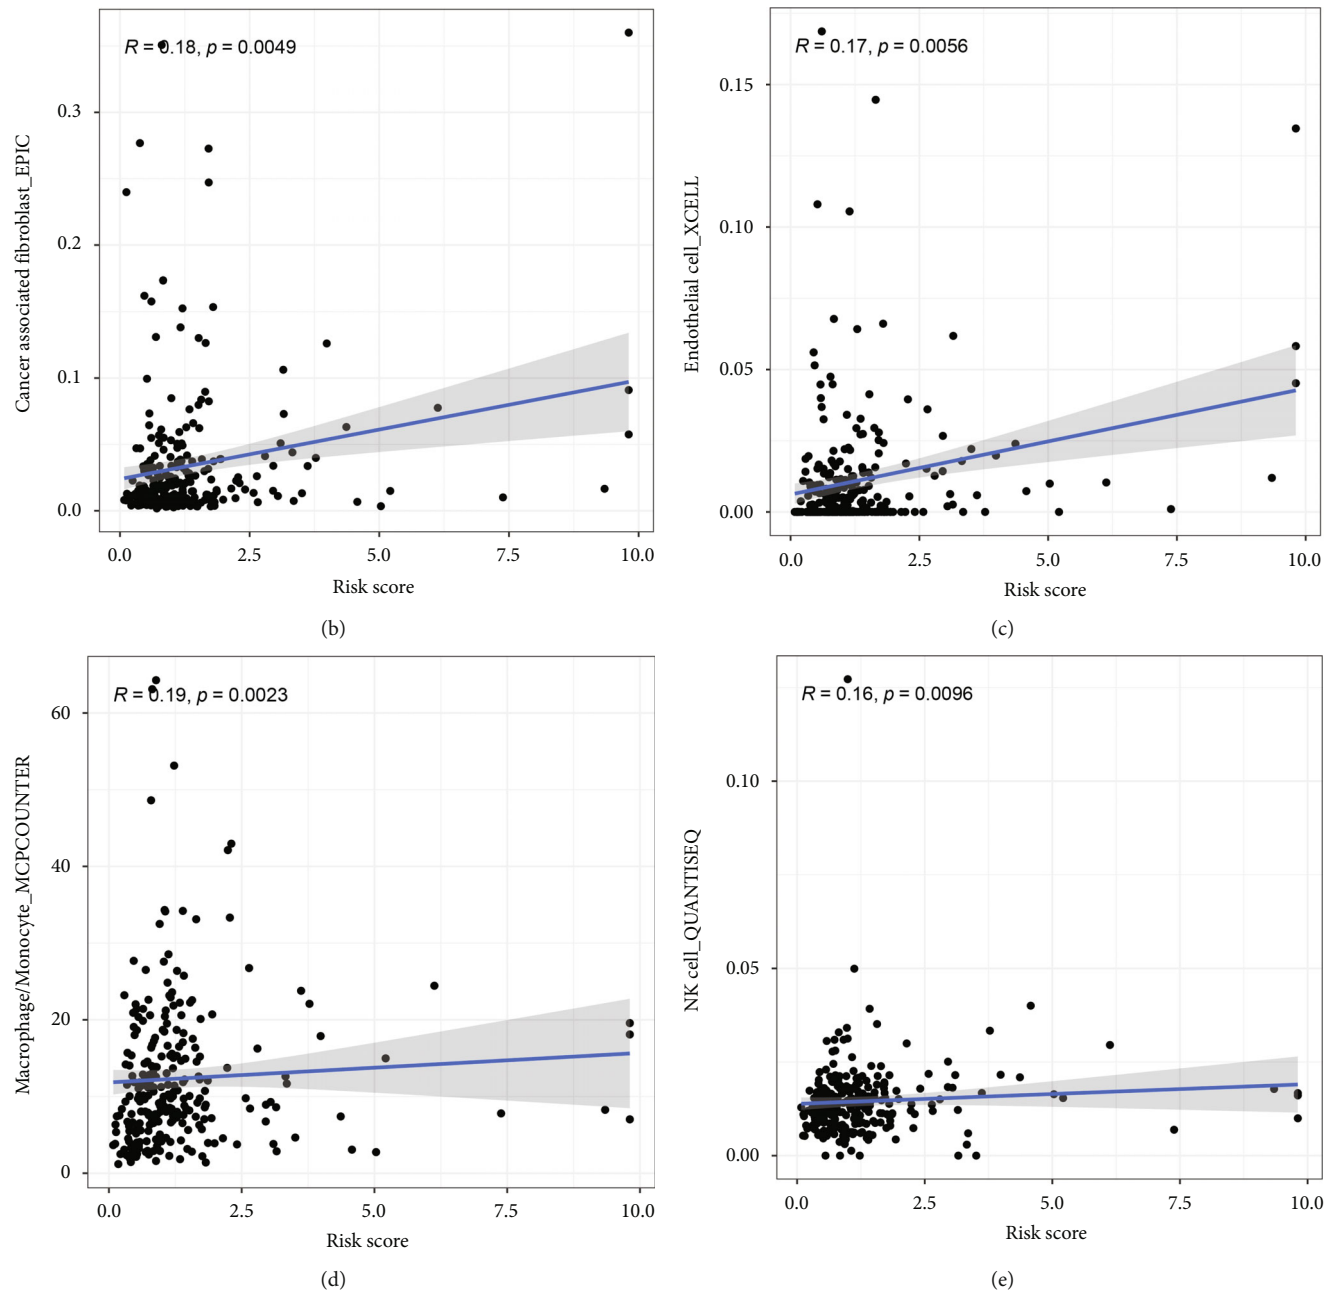 R = 0.18, p = 0.0049
Cancer associated fibroblast_EPIC
0.3
0.2
0.1
0.0
0.0 2.5 5.0 7.5 10.0
Risk score
(b)
R = 0.17, p = 0.0056
Endothelial cell_XCELL
0.15
0.10
0.05
0.00
0.0 2.5 5.0 7.5 10.0
Risk score
(c)
R = 0.19, p = 0.0023
Macrophage/Monocyte_MCPCOUNTER
60
40
20
0
0.0 2.5 5.0 7.5 10.0
Risk score
(d)
R = 0.16, p = 0.0096
NK cell_QUANTISEQ
0.10
0.05
0.00
0.0 2.5 5.0 7.5 10.0
Risk score
(e)